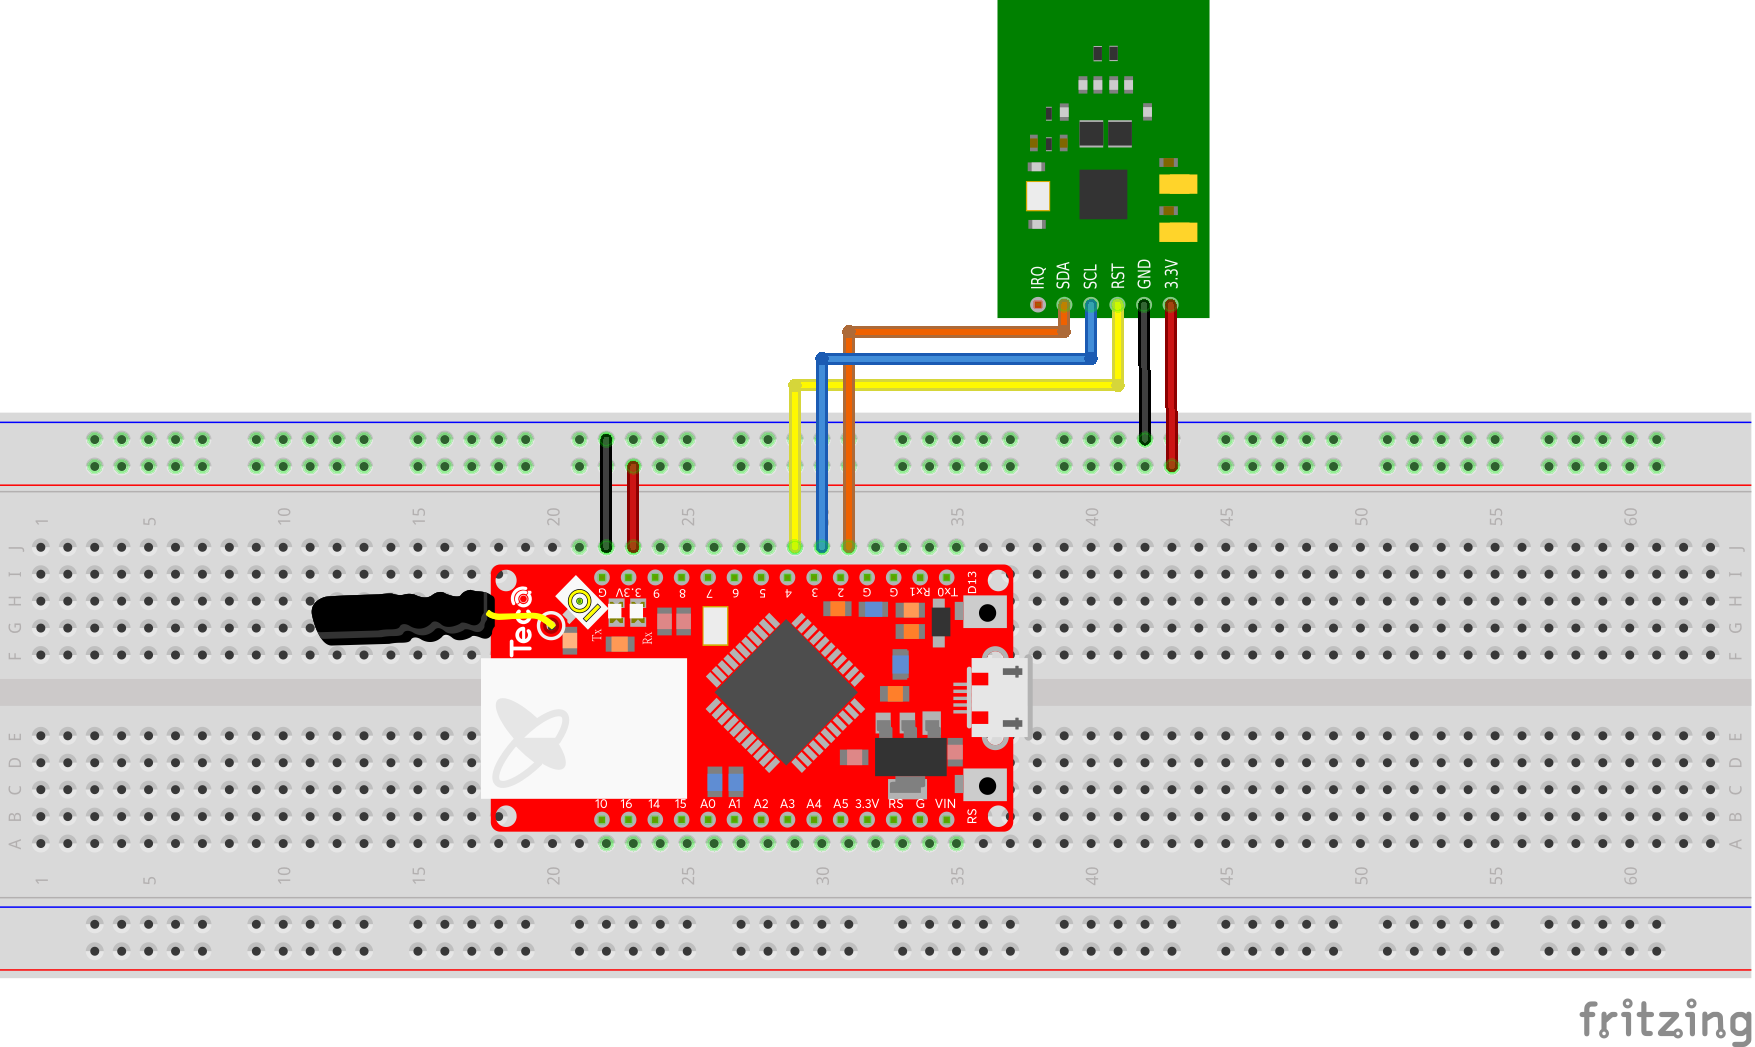 IRQ SDA SCL RST GND 3.3V
1 5 10 15 20 25 30 35 40 45 50 55 60
J J
I I
H H
G G
F F
G 3.3V 9 8 7 6 5 4 3 2 G G Rx1 Tx0 D13
Teco
Tx Rx
E E
D D
C C
B B
A A
10 16 14 15 A0 A1 A2 A3 A4 A5 3.3V RS G VIN RS
1 5 10 15 20 25 30 35 40 45 50 55 60
fritzing